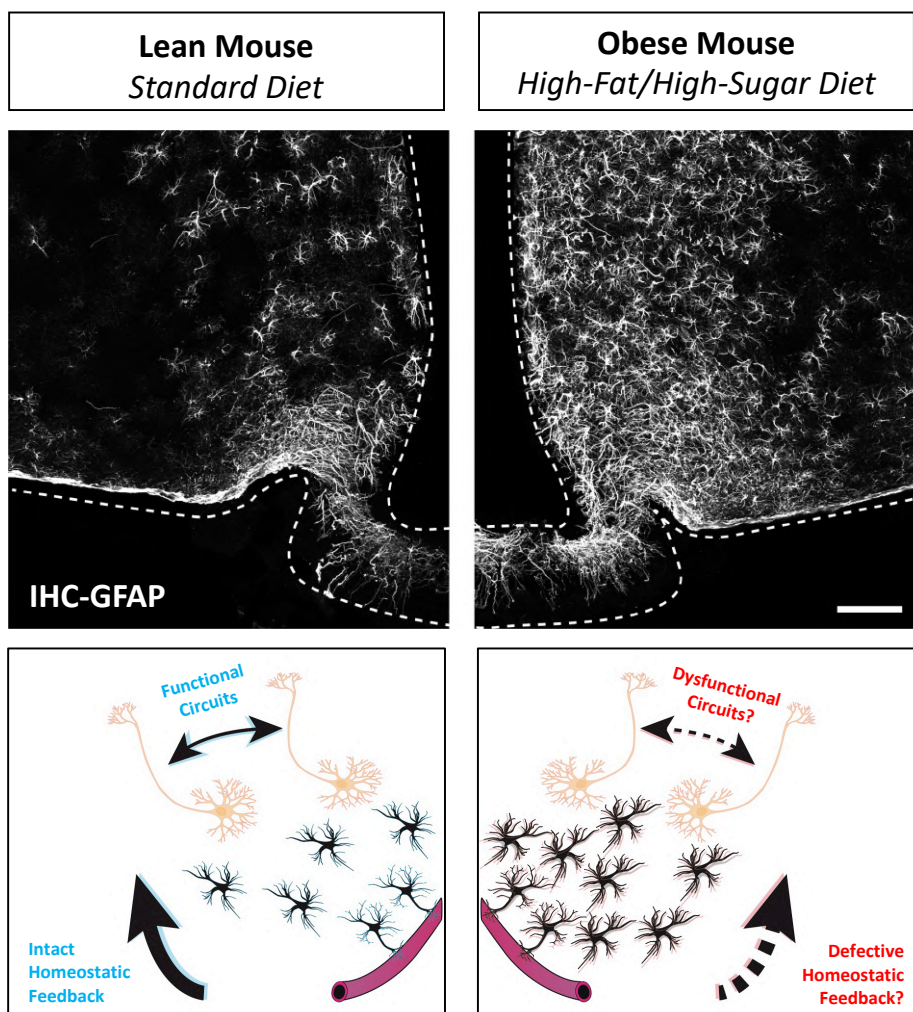 Lean Mouse
Standard Diet
Obese Mouse
High-Fat/High-Sugar Diet
IHC-GFAP
Functional
Circuits
Intact
Homeostatic
Feedback
Dysfunctional
Circuits?
Defective
Homeostatic
Feedback?